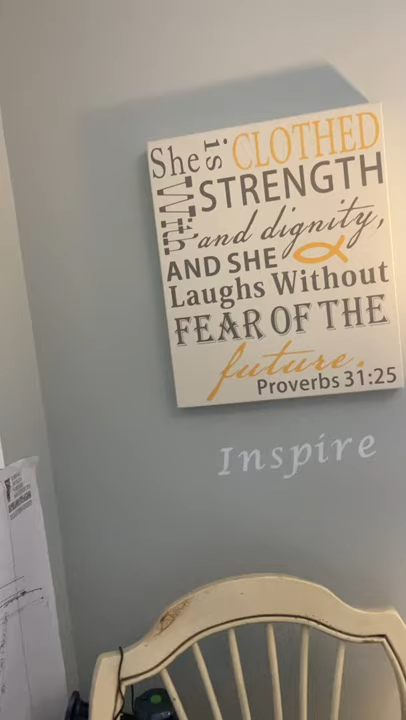 She is CLOTHED
With STRENGTH
and dignity,
AND SHE
Laughs Without
FEAR OF THE
future.
Proverbs 31:25
Inspire